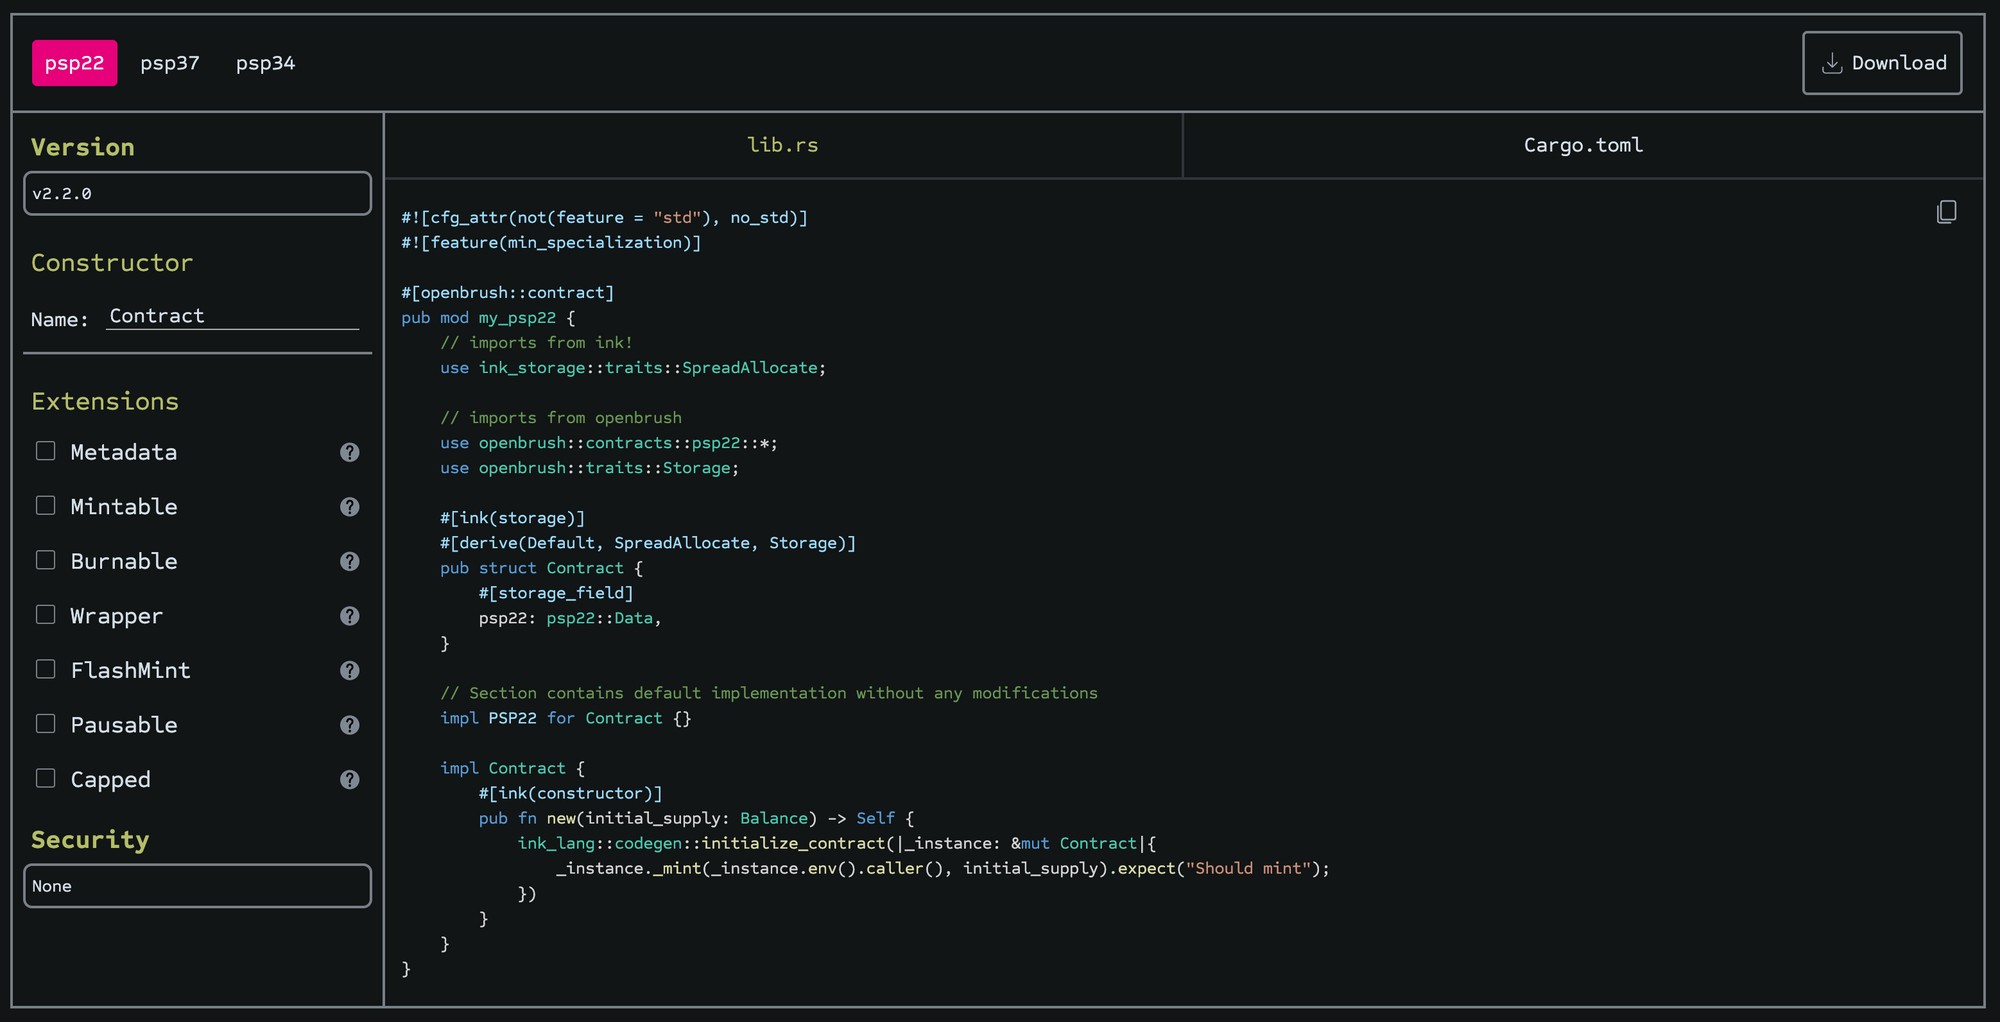 psp22 psp37 psp34 Download
Version
v2.2.0
Constructor
Name: Contract
Extensions
Metadata ?
Mintable ?
Burnable ?
Wrapper ?
FlashMint ?
Pausable ?
Capped ?
Security
None
lib.rs Cargo.toml
#![cfg_attr(not(feature = "std"), no_std)]
#![feature(min_specialization)]

#[openbrush::contract]
pub mod my_psp22 {
    // imports from ink!
    use ink_storage::traits::SpreadAllocate;

    // imports from openbrush
    use openbrush::contracts::psp22::*;
    use openbrush::traits::Storage;

    #[ink(storage)]
    #[derive(Default, SpreadAllocate, Storage)]
    pub struct Contract {
        #[storage_field]
        psp22: psp22::Data,
    }

    // Section contains default implementation without any modifications
    impl PSP22 for Contract {}

    impl Contract {
        #[ink(constructor)]
        pub fn new(initial_supply: Balance) -> Self {
            ink_lang::codegen::initialize_contract(|_instance: &mut Contract|{
                _instance._mint(_instance.env().caller(), initial_supply).expect("Should mint");
            })
        }
    }
}